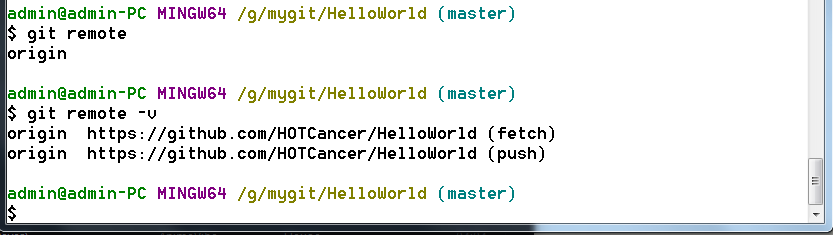 admin@admin-PC MINGW64 /g/mygit/HelloWorld (master)
$ git remote
origin
admin@admin-PC MINGW64 /g/mygit/HelloWorld (master)
$ git remote -v
origin  https://github.com/HOTCancer/HelloWorld (fetch)
origin  https://github.com/HOTCancer/HelloWorld (push)
admin@admin-PC MINGW64 /g/mygit/HelloWorld (master)
$